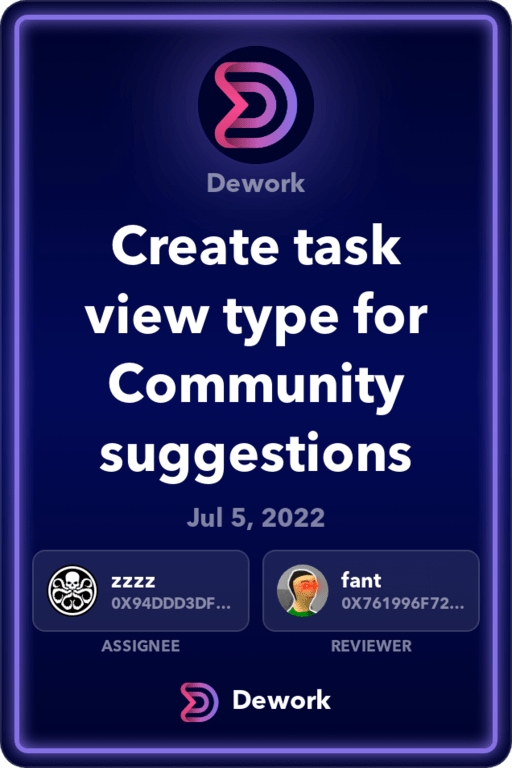 Dework
Create task
view type for
Community
suggestions
Jul 5, 2022
zzzz
0X94DDD3DF...
fant
0X761996F72...
ASSIGNEE
REVIEWER
Dework